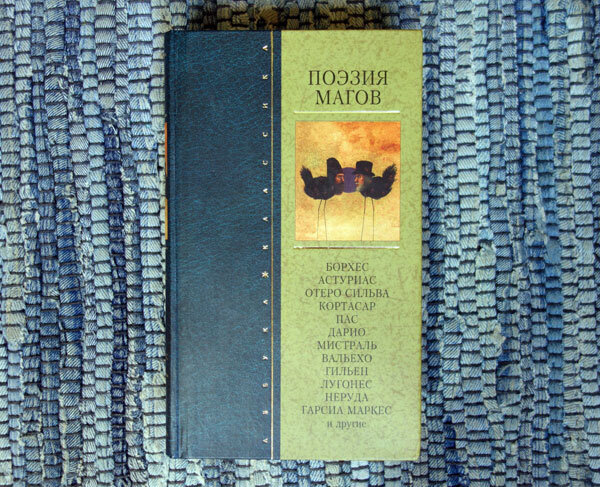 АЗБУКА КЛАССИКА
ПОЭЗИЯ
МАГОВ
БОРХЕС
АСТУРИАС
ОТЕРО СИЛЬВА
КОРТАСАР
ПАС
ДАРИО
МИСТРАЛЬ
ВАЛЬЕХО
ГИЛЬЕН
ЛУГОНЕС
НЕРУДА
ГАРСИА МАРКЕС
и другие